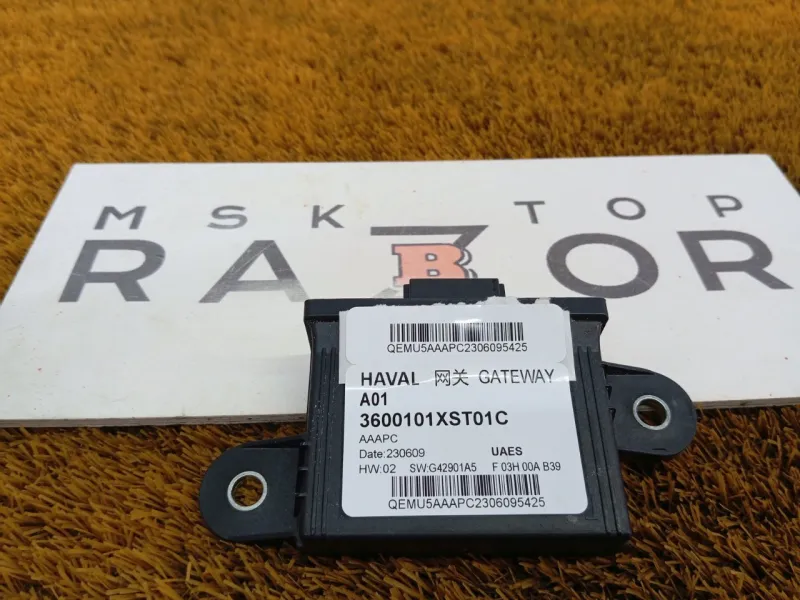 MSK TOP
RAZBOR
QEMU5AAAPC2306095425
HAVAL 网关 GATEWAY
A01
3600101XST01C
AAAPC
Date:230609 UAES
HW:02 SW:G42901A5 F 03H 00A B39
QEMU5AAAPC2306095425